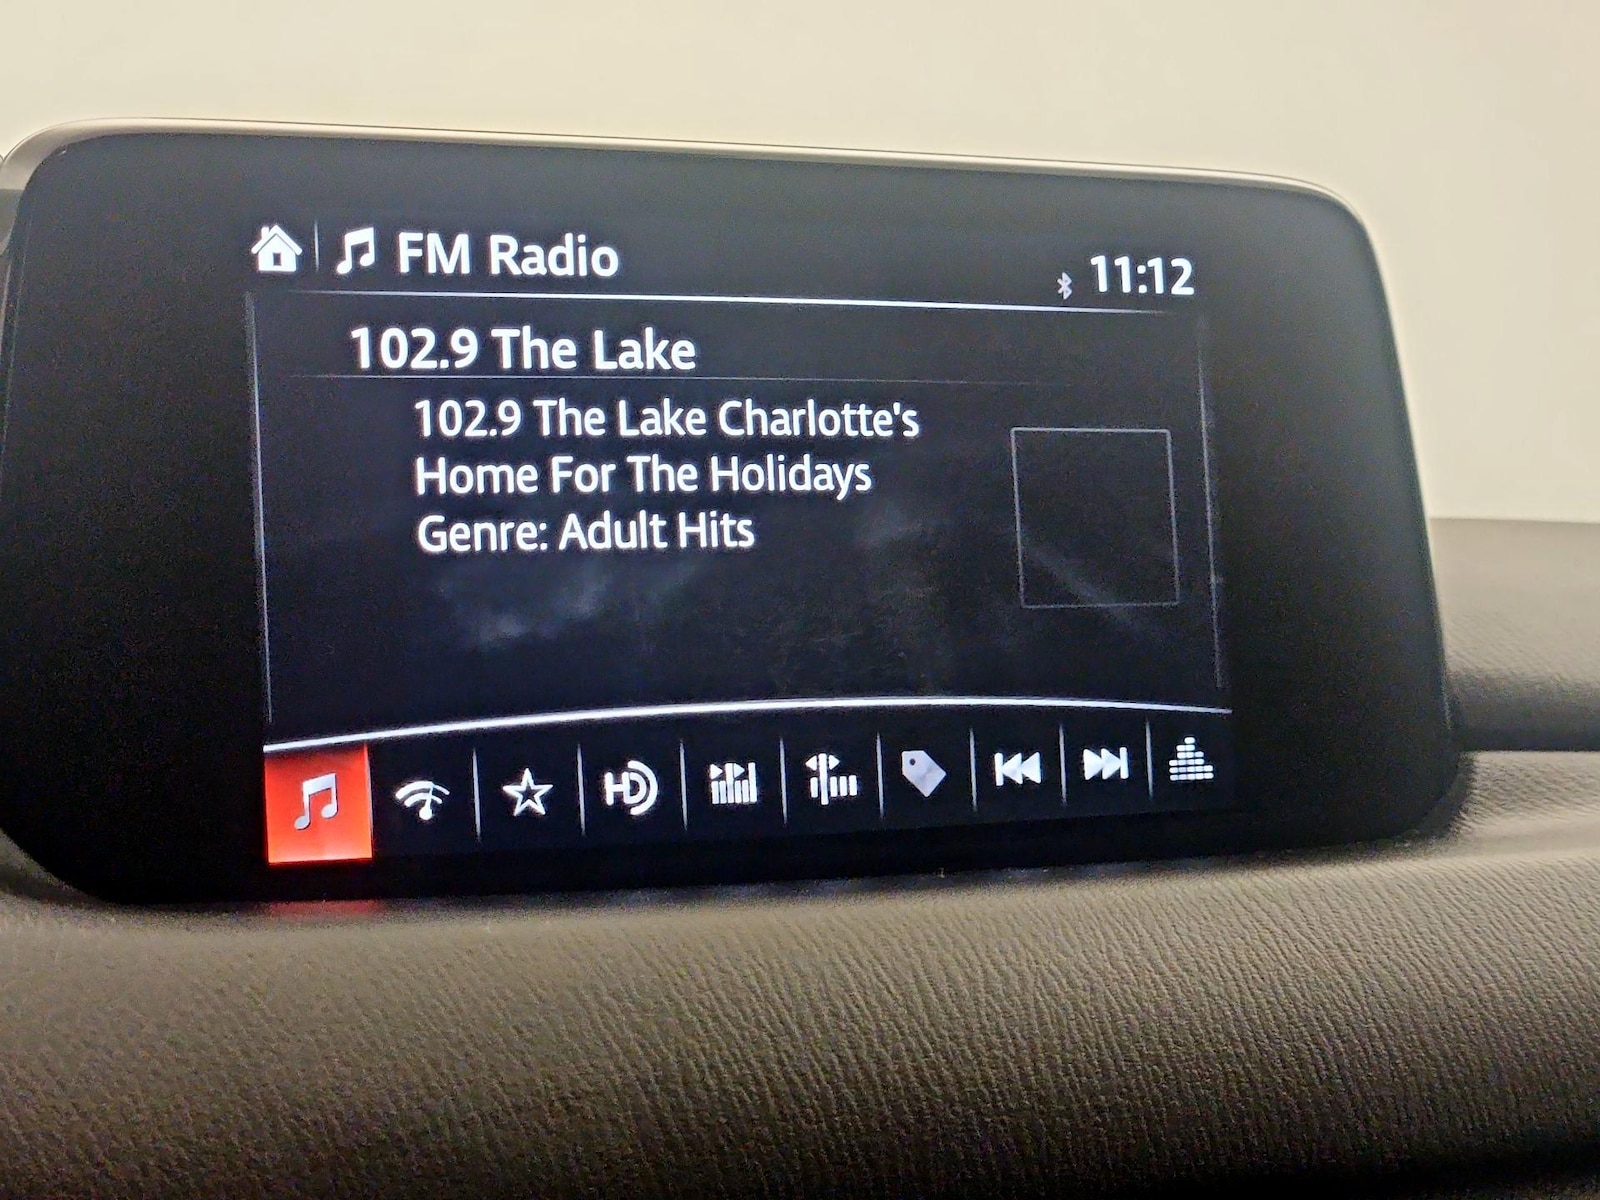 FM Radio
11:12
102.9 The Lake
102.9 The Lake Charlotte's
Home For The Holidays
Genre: Adult Hits
HD